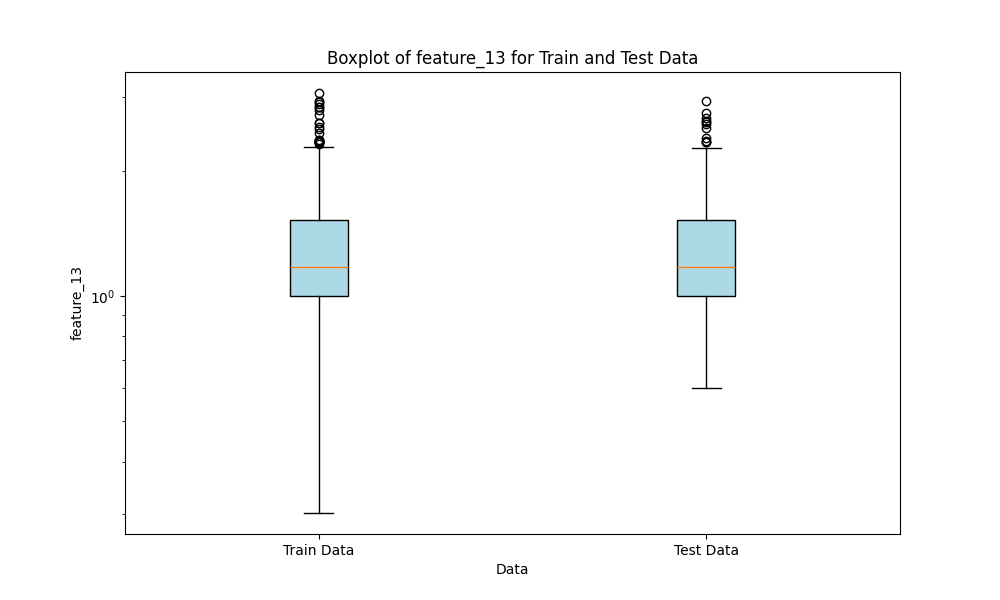 Boxplot of feature_13 for Train and Test Data
feature_13
10⁰
Train Data
Test Data
Data